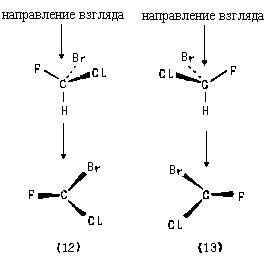 направление взгляда направление взгляда
Br Br
F Cl Cl F
C C
H H
Br Br
F C C F
Cl Cl
(12) (13)